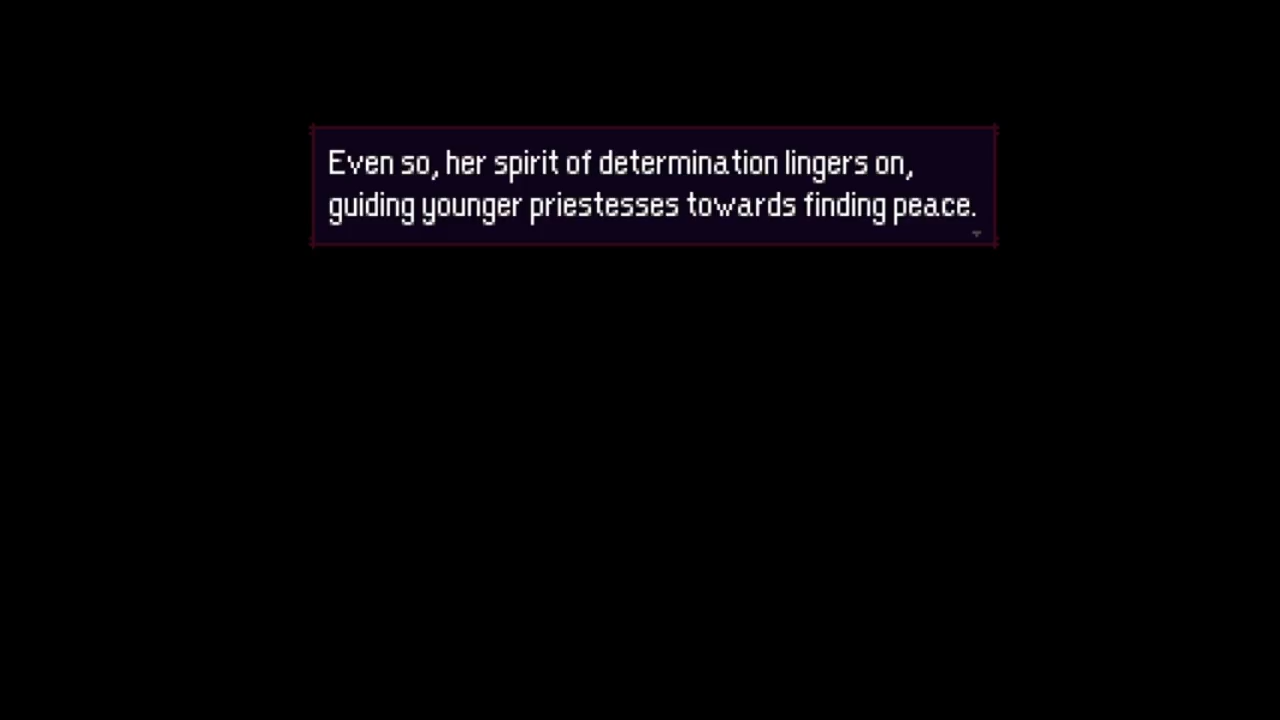 Even so, her spirit of determination lingers on,
guiding younger priestesses towards finding peace.